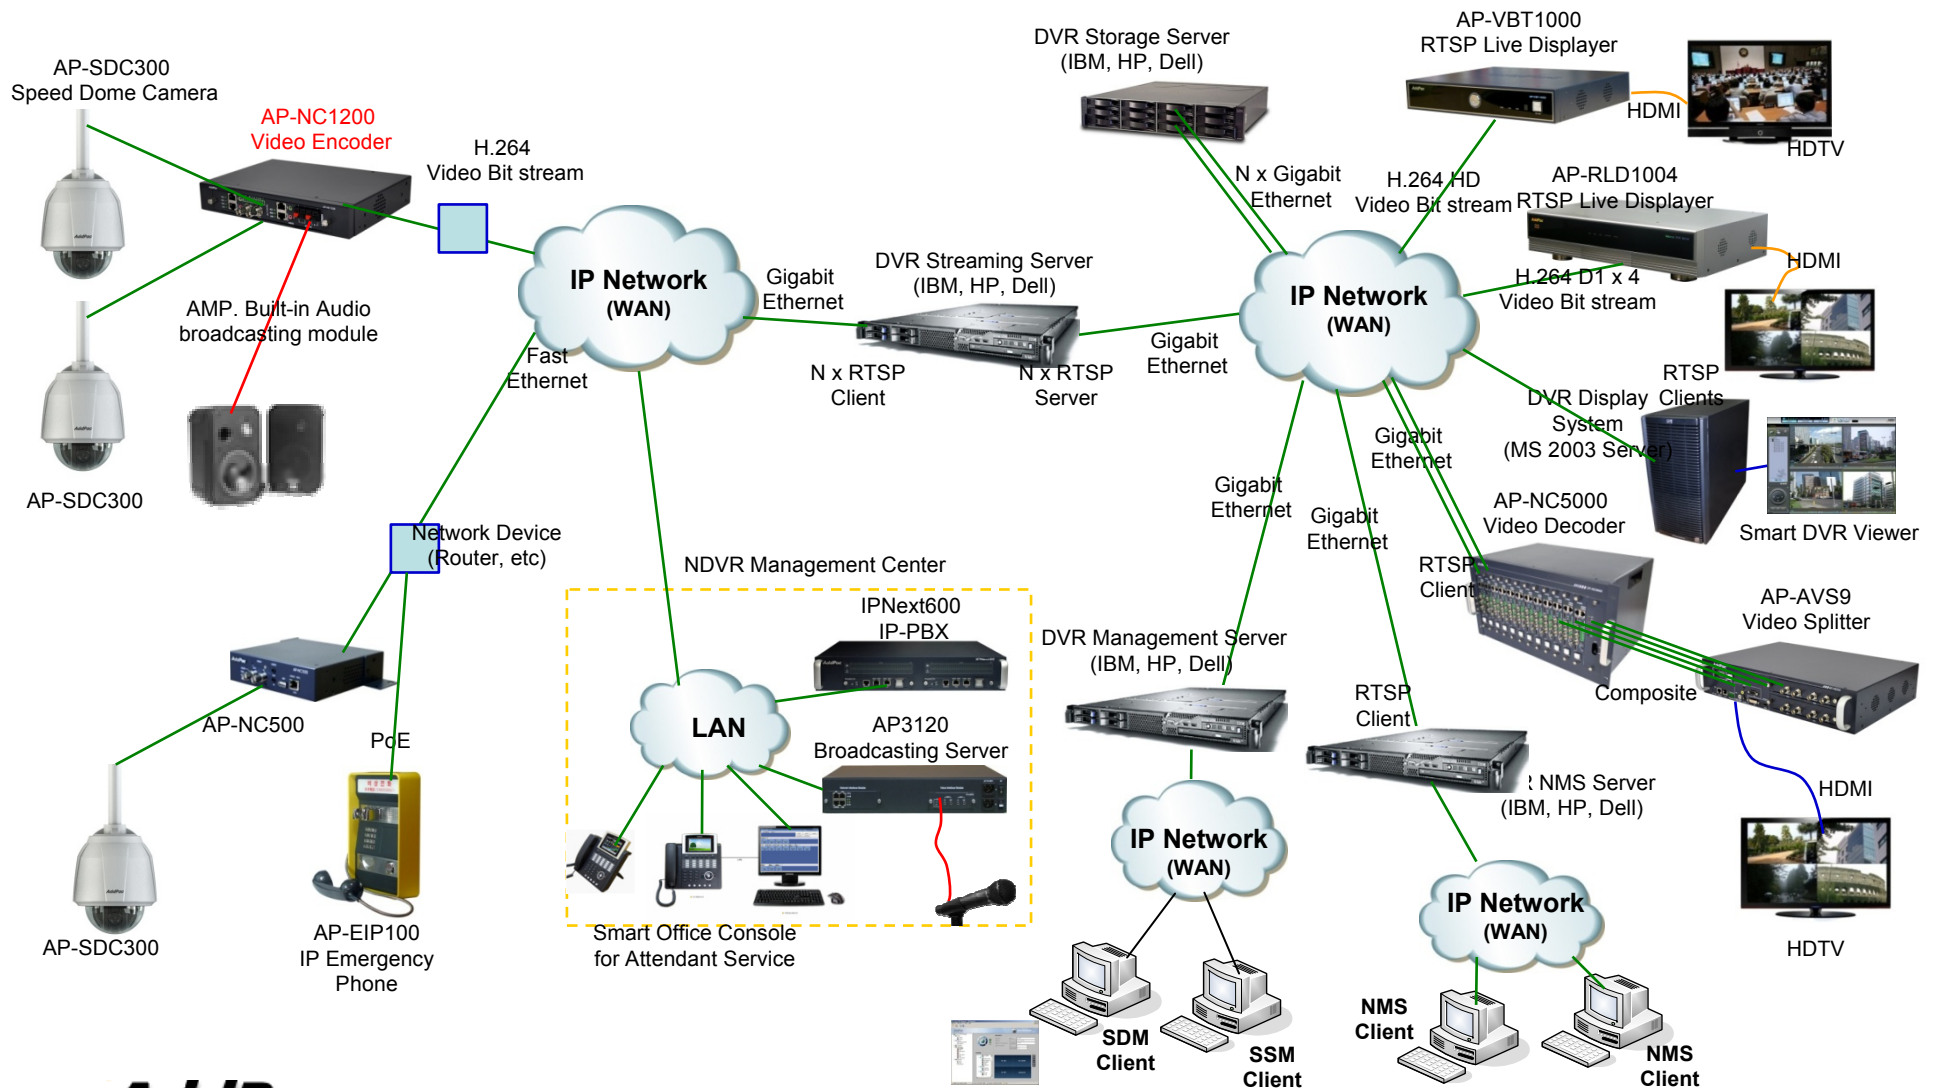 AP-SDC300
Speed Dome Camera
AP-NC1200
Video Encoder
H.264
Video Bit stream
AMP. Built-in Audio
broadcasting module
AP-SDC300
IP Network
(WAN)
Fast
Ethernet
Gigabit
Ethernet
DVR Streaming Server
(IBM, HP, Dell)
N x RTSP
Client
N x RTSP
Server
Gigabit
Ethernet
DVR Storage Server
(IBM, HP, Dell)
N x Gigabit
Ethernet
IP Network
(WAN)
AP-VBT1000
RTSP Live Displayer
HDMI
HDTV
H.264 HD
Video Bit stream
AP-RLD1004
RTSP Live Displayer
HDMI
H.264 D1 x 4
Video Bit stream
RTSP
Clients
DVR Display
System
(MS 2003 Server)
Smart DVR Viewer
Gigabit
Ethernet
AP-NC5000
Video Decoder
RTSP
Client
Gigabit
Ethernet
Gigabit
Ethernet
AP-AVS9
Video Splitter
Composite
HDMI
HDTV
Network Device
(Router, etc)
AP-NC500
PoE
AP-SDC300
AP-EIP100
IP Emergency
Phone
NDVR Management Center
IPNext600
IP-PBX
LAN
AP3120
Broadcasting Server
Smart Office Console
for Attendant Service
DVR Management Server
(IBM, HP, Dell)
IP Network
(WAN)
SDM
Client
SSM
Client
RTSP
Client
NMS Server
(IBM, HP, Dell)
IP Network
(WAN)
NMS
Client
NMS
Client